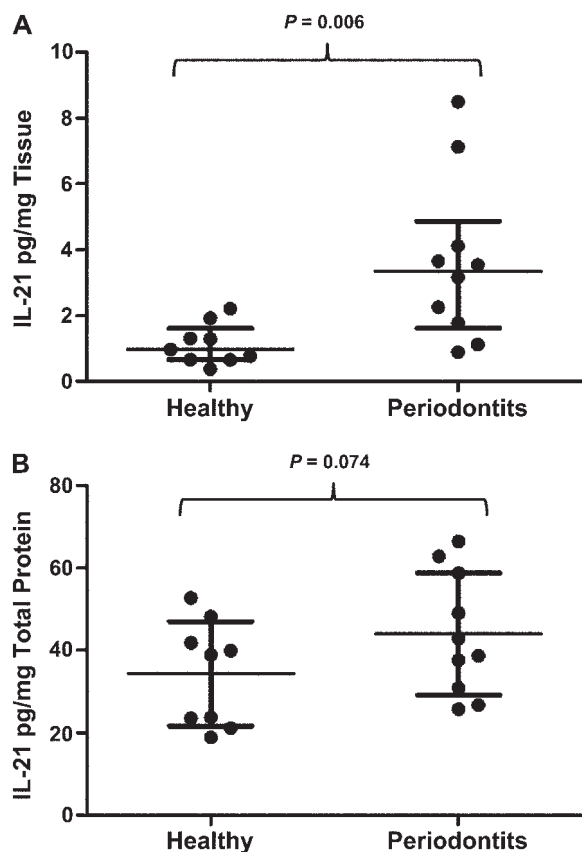 A
P = 0.006
IL-21 pg/mg Tissue
10
8
6
4
2
0
Healthy
Periodontits
B
P = 0.074
IL-21 pg/mg Total Protein
80
60
40
20
0
Healthy
Periodontits